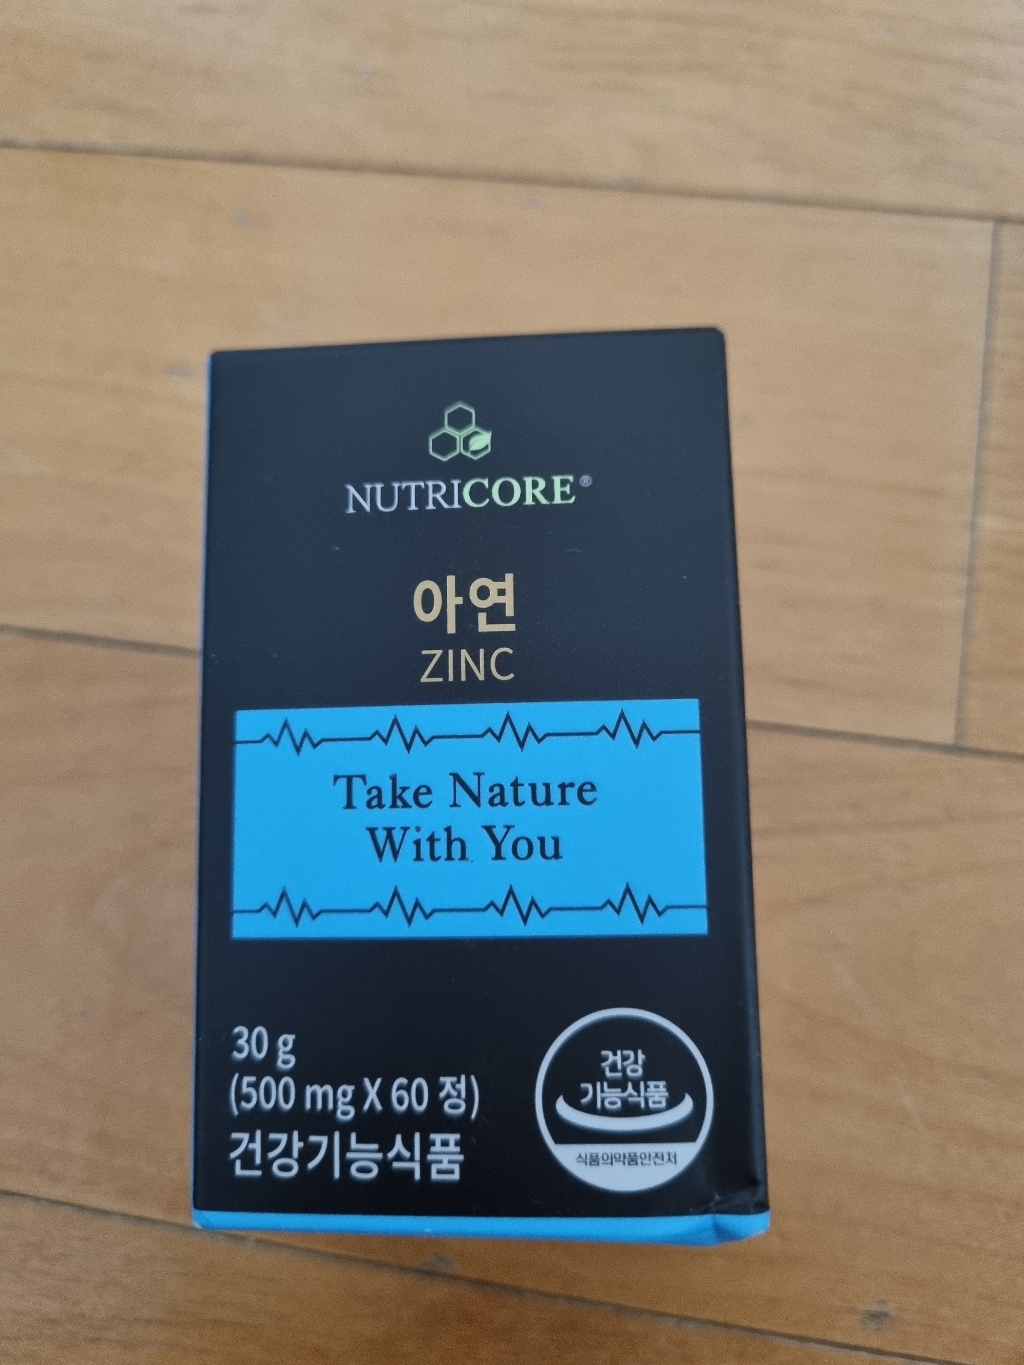 NUTRICORE®
아연
ZINC
Take Nature
With You
30 g
(500 mg X 60 정)
건강기능식품
건강
기능식품
식품의약품안전처